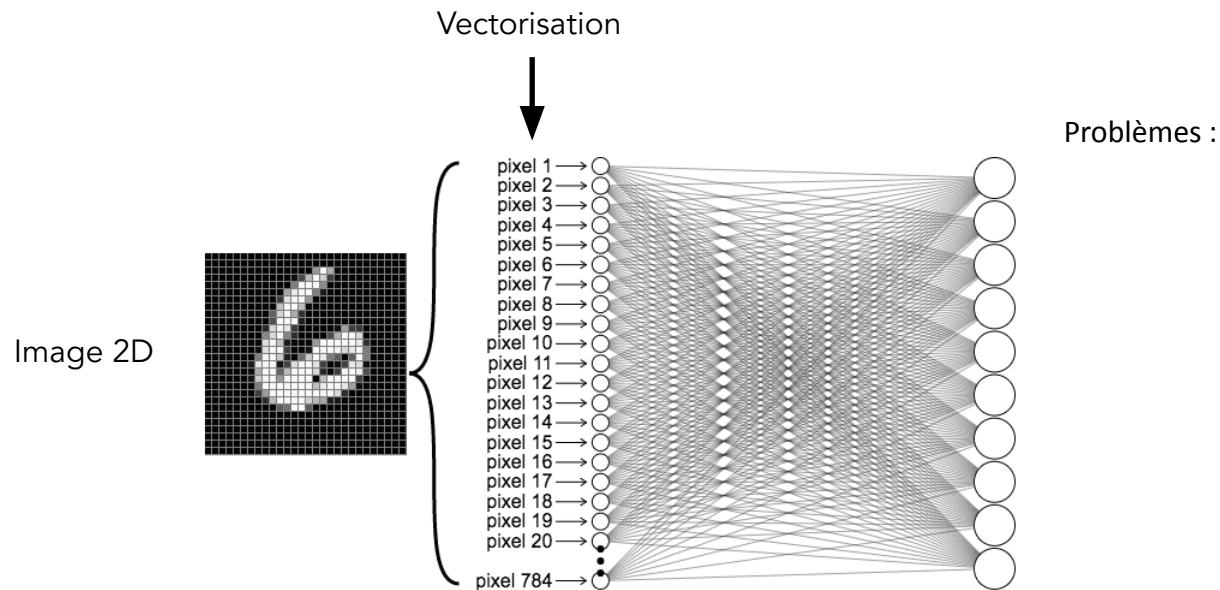 Vectorisation
Problèmes :
pixel 1
pixel 2
pixel 3
pixel 4
pixel 5
pixel 6
pixel 7
pixel 8
pixel 9
pixel 10
pixel 11
pixel 12
pixel 13
pixel 14
pixel 15
pixel 16
pixel 17
pixel 18
pixel 19
pixel 20
pixel 784
Image 2D